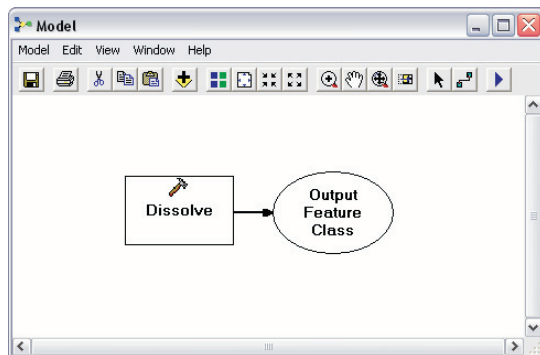 Model
Model Edit View Window Help
Dissolve
Output
Feature
Class